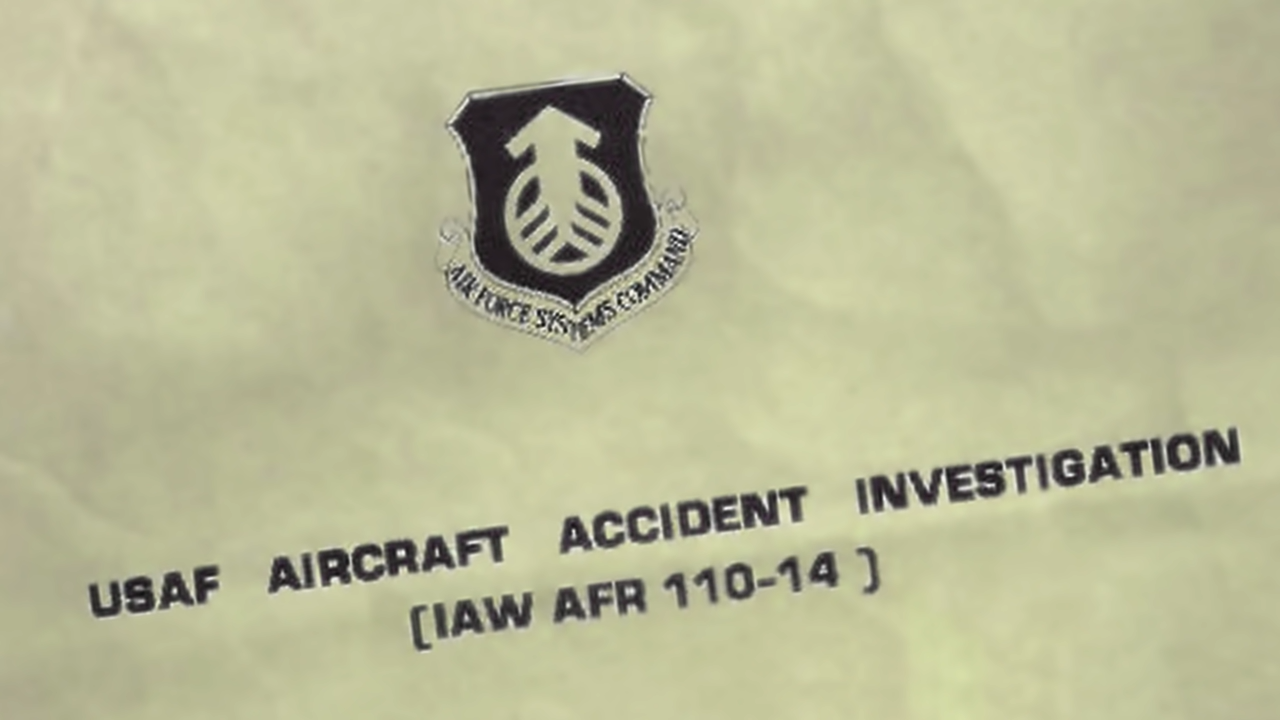 AIR FORCE SYSTEMS COMMAND
USAF AIRCRAFT ACCIDENT INVESTIGATION
(IAW AFR 110-14 )